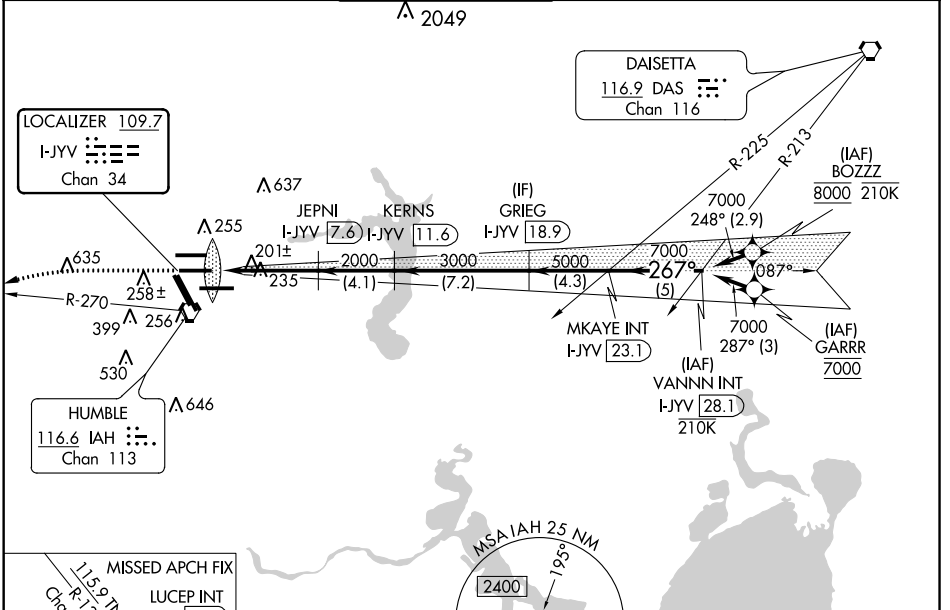 2049
DAISETTA
116.9 DAS
Chan 116
LOCALIZER 109.7
I-JYV
Chan 34
R-225
R-213
(IAF)
BOZZZ
8000 210K
637
255
JEPNI
I-JYV 7.6
KERNS
I-JYV 11.6
(IF)
GRIEG
I-JYV 18.9
7000
248° (2.9)
635
201±
235
2000
(4.1)
3000
(7.2)
5000
(4.3)
7000
267°
(5)
087°
258±
R-270
399
256
MKAYE INT
I-JYV 23.1
7000
287° (3)
(IAF)
GARRR
7000
(IAF)
VANNN INT
I-JYV 28.1
210K
530
646
HUMBLE
116.6 IAH
Chan 113
MSA IAH 25 NM
195°
2400
MISSED APCH FIX
LUCEP INT
115.9